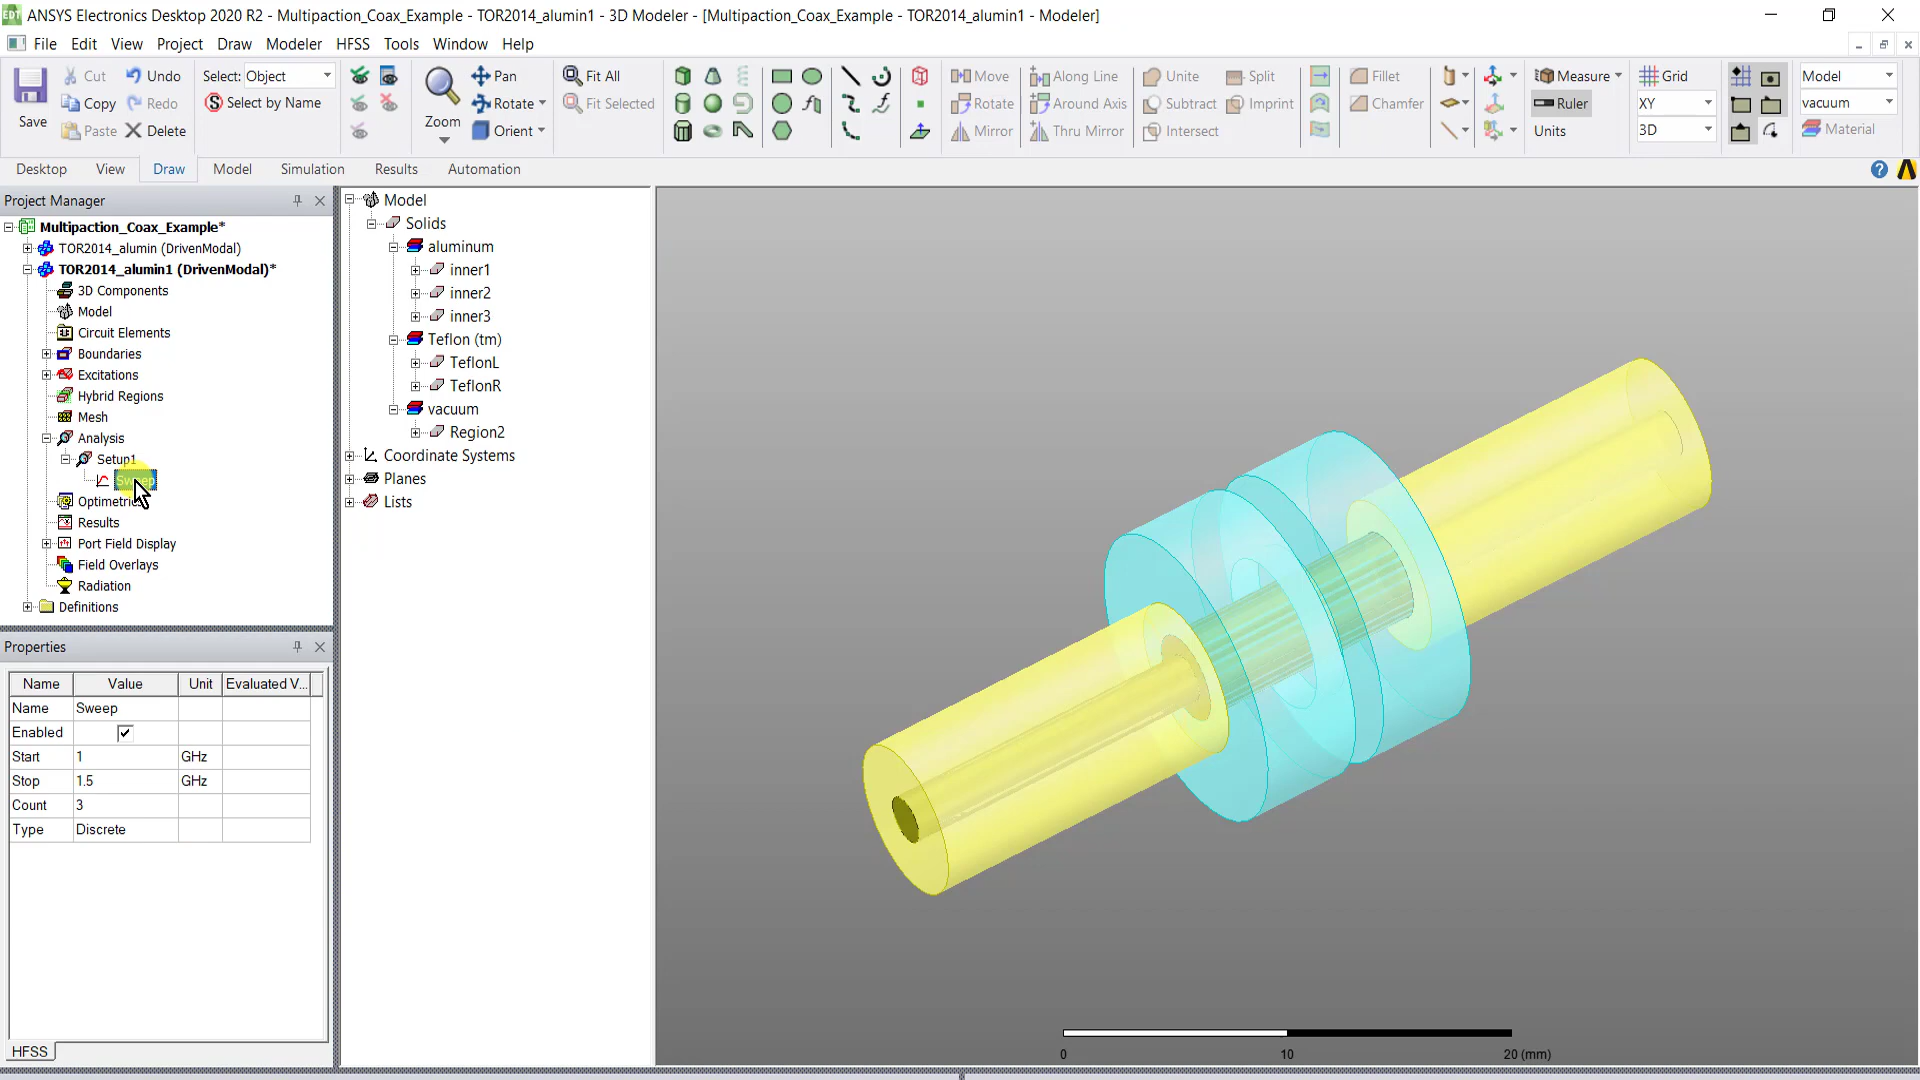 ANSYS Electronics Desktop 2020 R2 - Multipaction_Coax_Example - TOR2014_alumin1 - 3D Modeler - [Multipaction_Coax_Example - TOR2014_alumin1 - Modeler]
File Edit View Project Draw Modeler HFSS Tools Window Help
Save
Cut Undo
Copy Redo
Paste Delete
Select: Object
Select by Name
Zoom
Pan
Rotate
Orient
Fit All
Fit Selected
Move Along Line Unite Split Fillet
Rotate Around Axis Subtract Imprint Chamfer
Mirror Thru Mirror Intersect
Measure Grid Model
Ruler XY vacuum
Units 3D Material
Desktop View Draw Model Simulation Results Automation
Project Manager
Multipaction_Coax_Example*
TOR2014_alumin (DrivenModal)
TOR2014_alumin1 (DrivenModal)*
3D Components
Model
Circuit Elements
Boundaries
Excitations
Hybrid Regions
Mesh
Analysis
Setup1
Sweep
Optimetrics
Results
Port Field Display
Field Overlays
Radiation
Definitions
Model
Solids
aluminum
inner1
inner2
inner3
Teflon (tm)
TeflonL
TeflonR
vacuum
Region2
Coordinate Systems
Planes
Lists
Properties
Name Value Unit Evaluated V...
Name Sweep
Enabled
Start 1 GHz
Stop 1.5 GHz
Count 3
Type Discrete
HFSS
0 10 20 (mm)